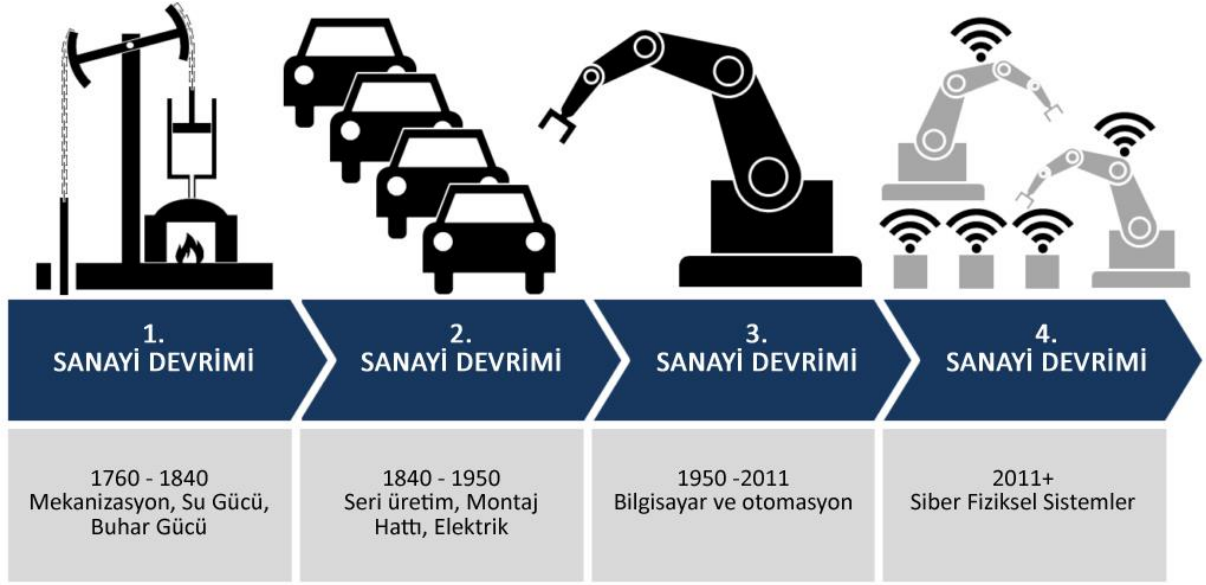 1.
SANAYİ DEVRİMİ
2.
SANAYİ DEVRİMİ
3.
SANAYİ DEVRİMİ
4.
SANAYİ DEVRİMİ
1760 - 1840
Mekanizasyon, Su Gücü,
Buhar Gücü
1840 - 1950
Seri üretim, Montaj
Hattı, Elektrik
1950 -2011
Bilgisayar ve otomasyon
2011+
Siber Fiziksel Sistemler